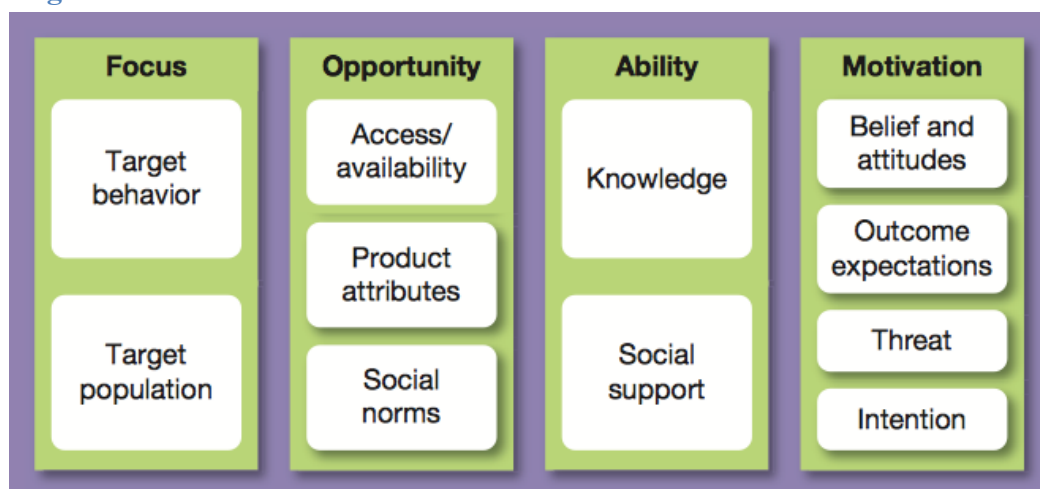 Focus
Target
behavior
Target
population
Opportunity
Access/
availability
Product
attributes
Social
norms
Ability
Knowledge
Social
support
Motivation
Belief and
attitudes
Outcome
expectations
Threat
Intention